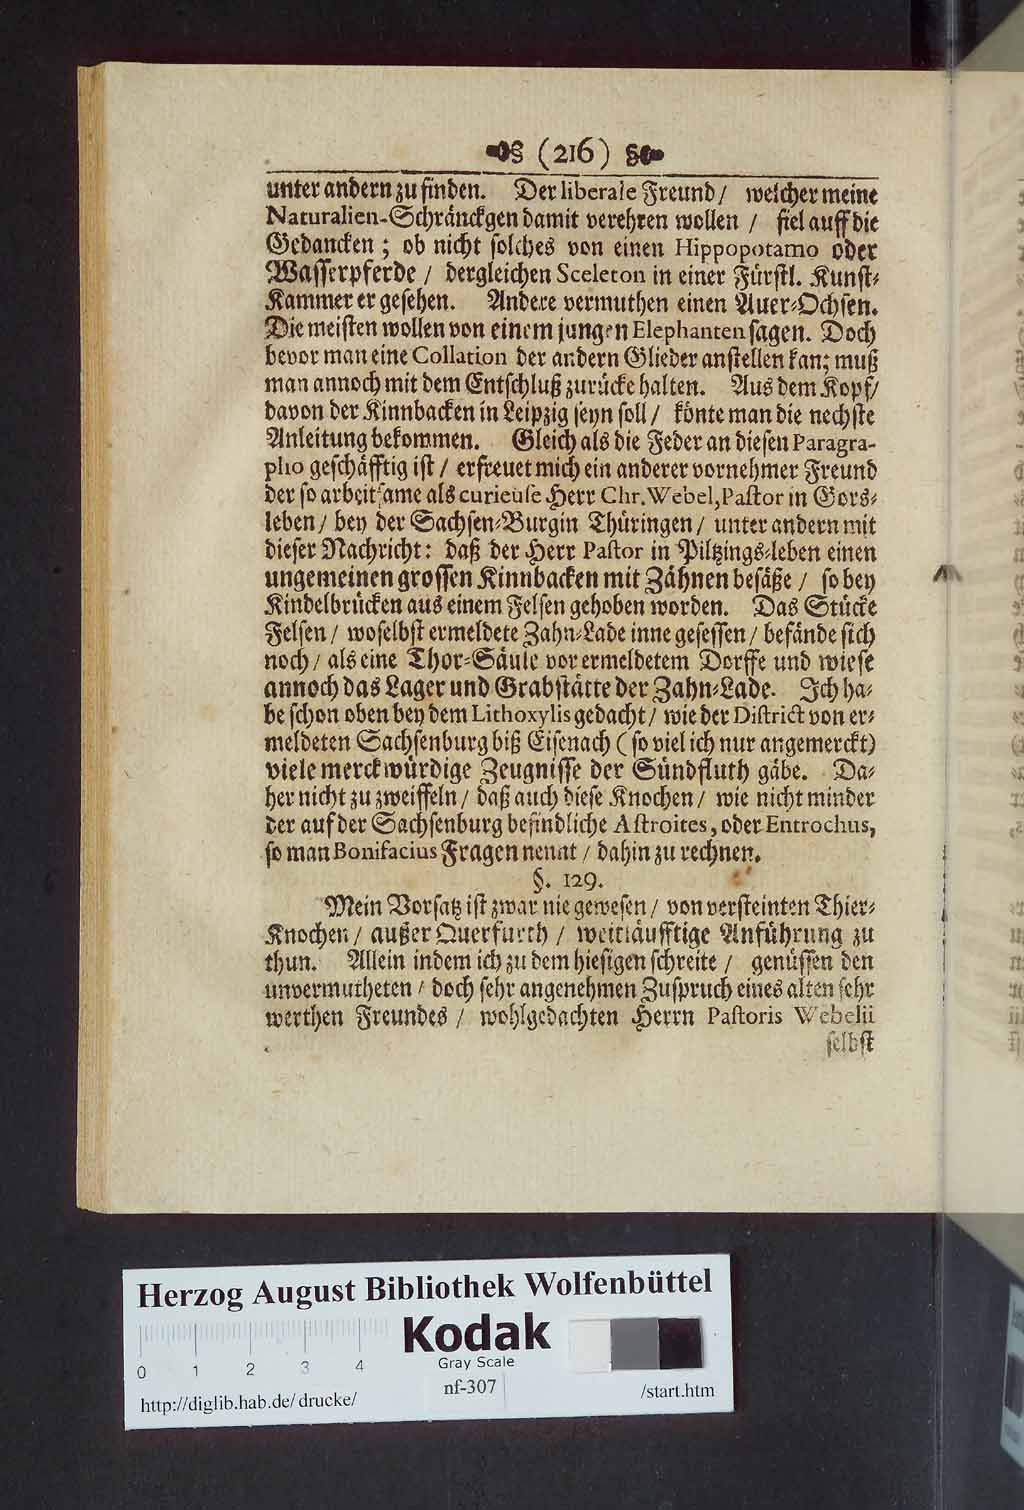 (216)
unter andern zu finden. Der liberale Freund / welcher meine
Naturalien-Schränckgen damit verehren wollen / fiel auff die
Gedancken; ob nicht solches von einen Hippopotamo oder
Wasserpferde / dergleichen Sceleton in einer Fürstl. Kunst-
Kammer er gesehen. Andere vermuthen einen Auer-Ochsen.
Die meisten wollen von einem jungen Elephanten sagen. Doch
bevor man eine Collation der andern Glieder anstellen kan; muß
man annoch mit dem Entschluß zurücke halten. Aus dem Kopf /
davon der Kinnbacken in Leipzig seyn soll / könte man die nechste
Anleitung bekommen. Gleich als die Feder an diesen Paragra-
pho geschäfftig ist / erfreuet mich ein anderer vornehmer Freund
der so arbeitsame als curieuse Herr Chr. Webel, Pastor in Gors-
leben / bey der Sachsen-Burg in Thüringen / unter andern mit
dieser Nachricht: daß der Herr Pastor in Piltzings-leben einen
ungemeinen grossen Kinnbacken mit Zähnen besäße / so bey
Kindelbrücken aus einem Felsen gehoben worden. Das Stücke
Felsen / woselbst ermeldete Zahn-Lade inne gesessen / befände sich
noch / als eine Thor-Säule vor ermeldetem Dorffe und wiese
annoch das Lager und Grabstätte der Zahn-Lade. Ich ha-
be schon oben bey dem Lithoxylis gedacht / wie der District von er-
meldeten Sachsenburg biß Eisenach (so viel ich nur angemerckt)
viele merckwürdige Zeugnisse der Sündfluth gäbe. Da-
her nicht zu zweiffeln / daß auch diese Knochen / wie nicht minder
der auf der Sachsenburg befindliche Astroites, oder Entrochus,
so man Bonifacius Fragen nennt / dahin zu rechnen.
§. 129.
Mein Vorsatz ist zwar nie gewesen / von versteinten Thier-
Knochen / außer Querfurth / weitläufftige Anführung zu
thun. Allein indem ich zu dem hiesigen schreite / genüssen den
unvermutheten / doch sehr angenehmen Zuspruch eines alten sehr
werthen Freundes / wohlgedachten Herrn Pastoris Webelii
selbst
Herzog August Bibliothek Wolfenbüttel
Kodak
Gray Scale
0 1 2 3 4
nf-307
http://diglib.hab.de/drucke/ /start.htm